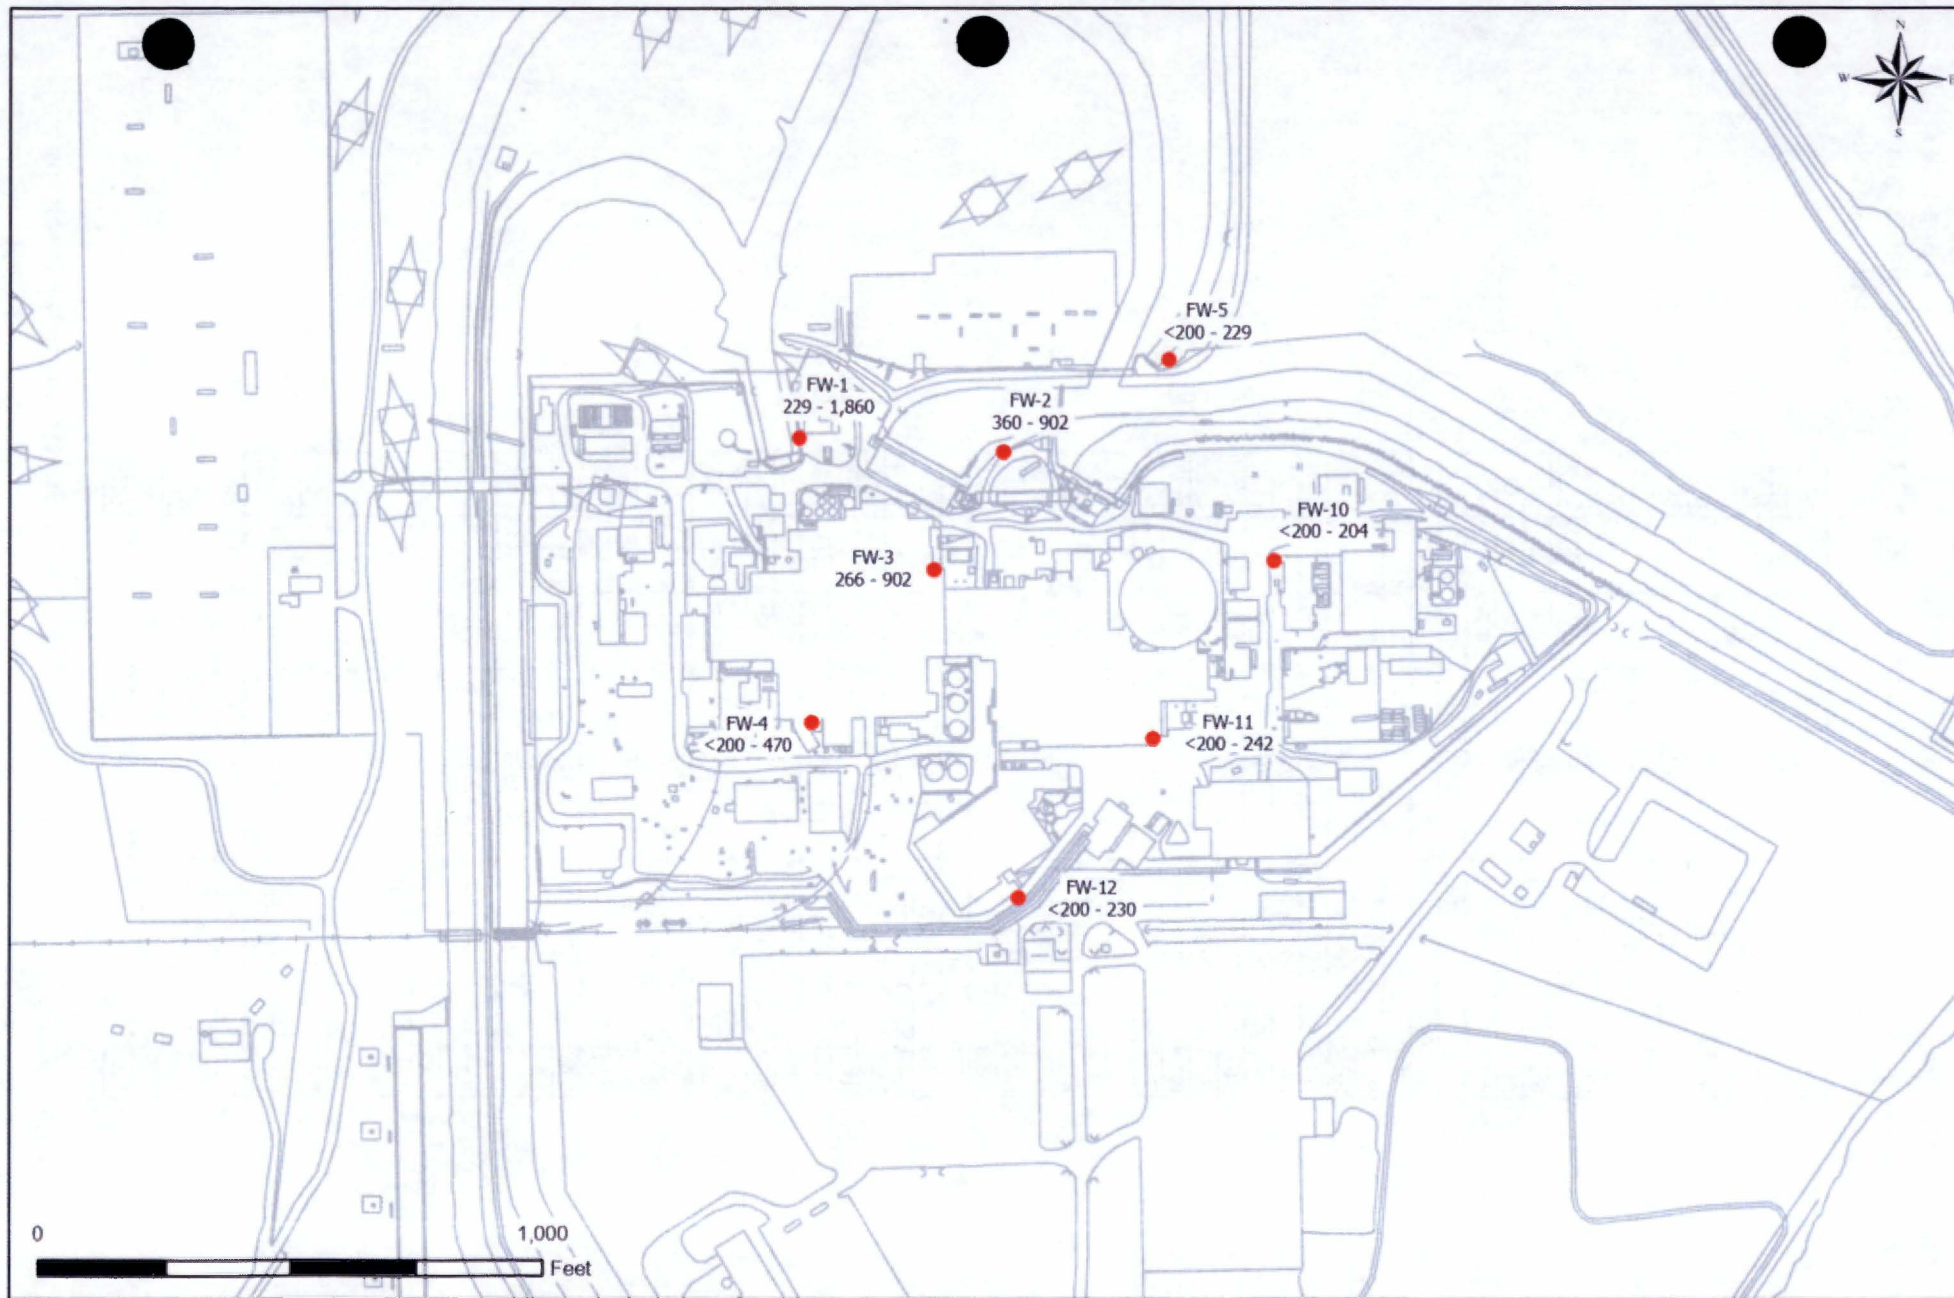 N
W E
S
FW-5
<200 - 229
FW-1
229 - 1,860
FW-2
360 - 902
FW-10
<200 - 204
FW-3
266 - 902
FW-4
<200 - 470
FW-11
<200 - 242
FW-12
<200 - 230
0 1,000
Feet